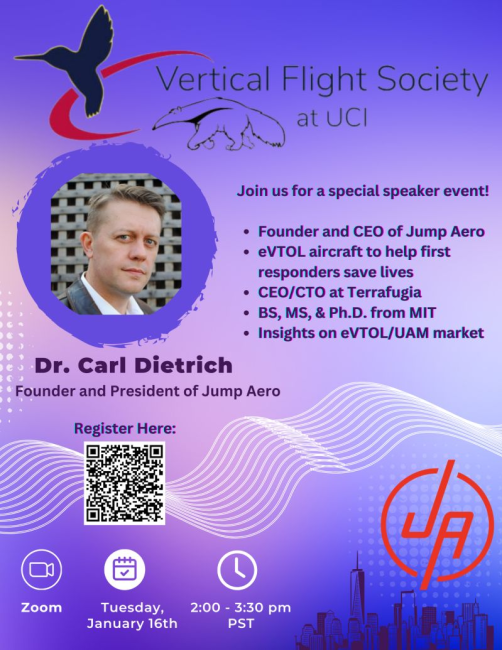 Vertical Flight Society
at UCI
Join us for a special speaker event!
• Founder and CEO of Jump Aero
• eVTOL aircraft to help first
responders save lives
• CEO/CTO at Terrafugia
• BS, MS, & Ph.D. from MIT
• Insights on eVTOL/UAM market
Dr. Carl Dietrich
Founder and President of Jump Aero
Register Here:
JA
Zoom
Tuesday,
January 16th
2:00 - 3:30 pm
PST